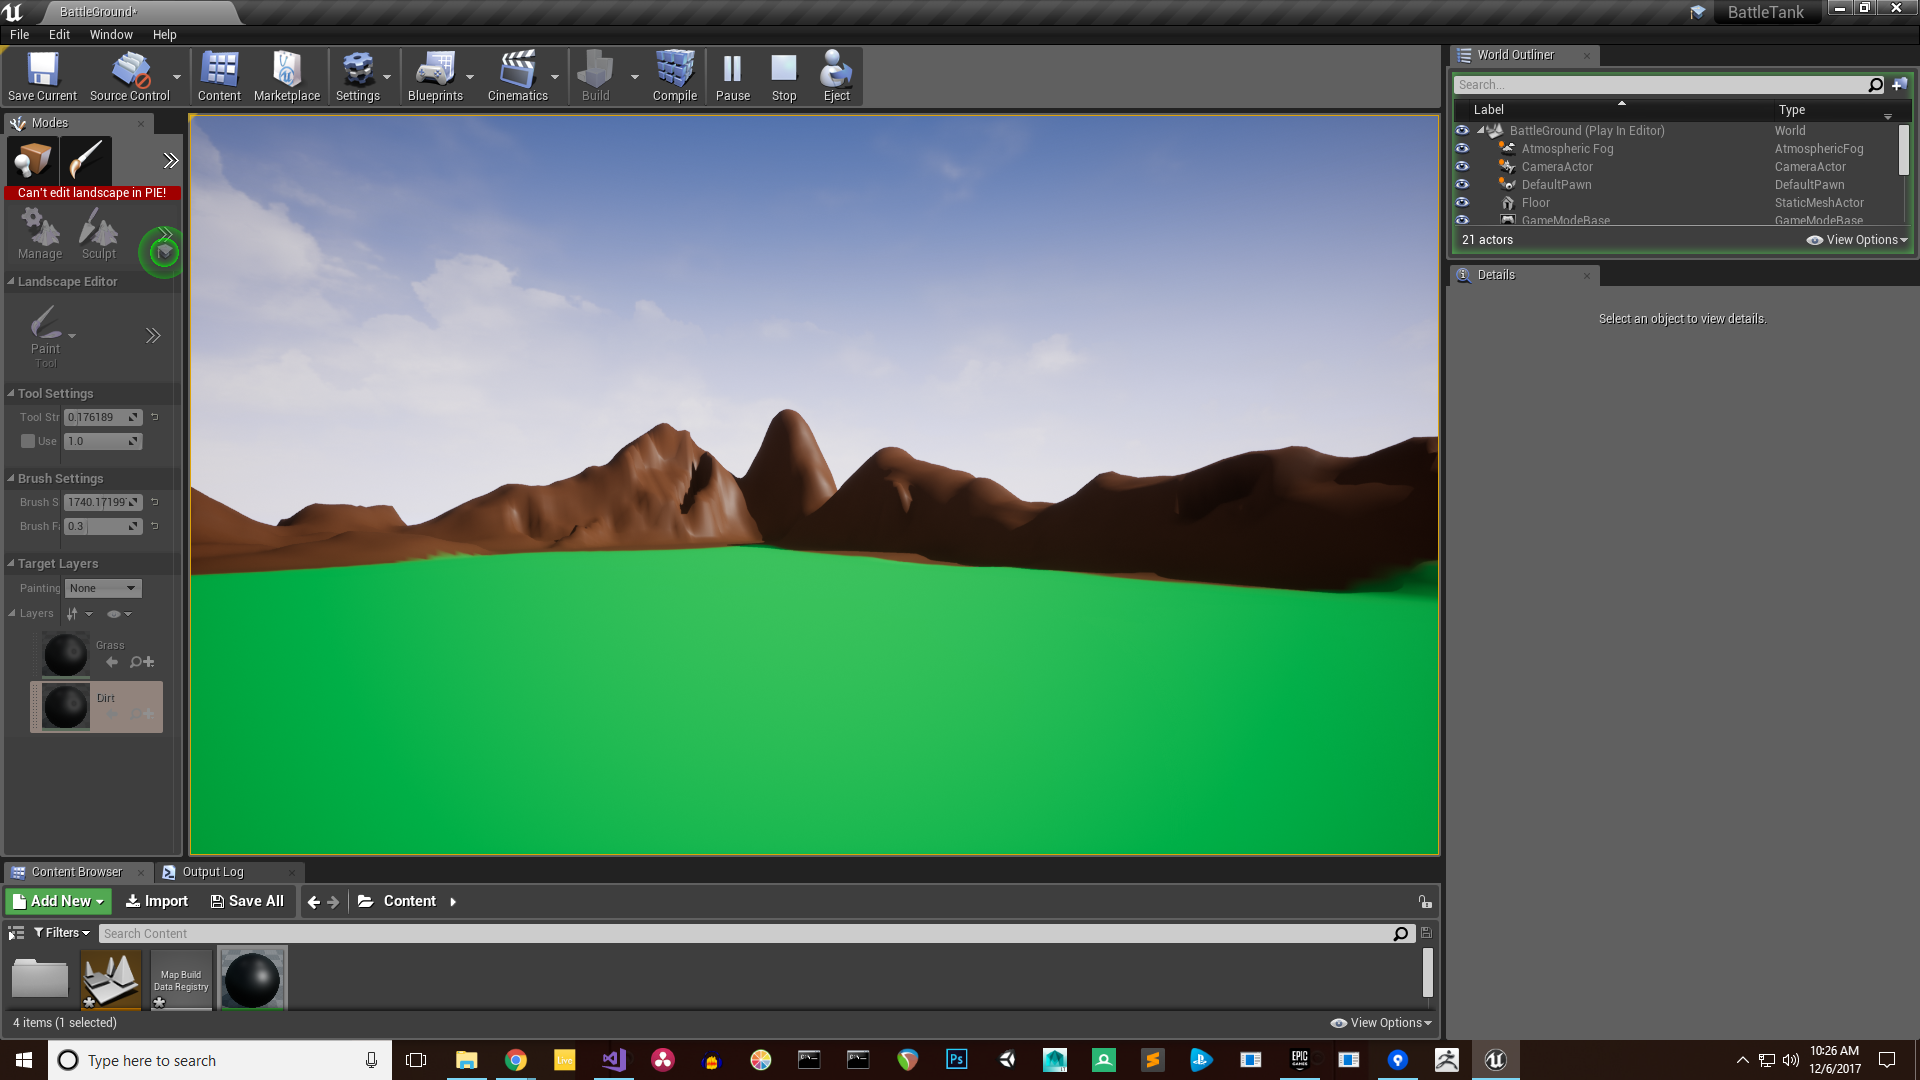 BattleGround*
BattleTank
File Edit Window Help
Save Current Source Control Content Marketplace Settings Blueprints Cinematics Build Compile Pause Stop Eject
Modes
Can't edit landscape in PIE!
Manage Sculpt
Landscape Editor
Paint
Tool
Tool Settings
Tool Str 0.176189
Use 1.0
Brush Settings
Brush S 1740.17199
Brush Fa 0.3
Target Layers
Painting None
Layers
Grass
Dirt
World Outliner
Search...
Label Type
BattleGround (Play In Editor) World
Atmospheric Fog AtmosphericFog
CameraActor CameraActor
DefaultPawn DefaultPawn
Floor StaticMeshActor
GameModeBase GameModeBase
21 actors View Options
Details
Select an object to view details.
Content Browser Output Log
Add New Import Save All Content
Filters Search Content
Map Build
Data Registry
4 items (1 selected) View Options
Type here to search
Live
Ps
EPIC
GAMES
10:26 AM
12/6/2017